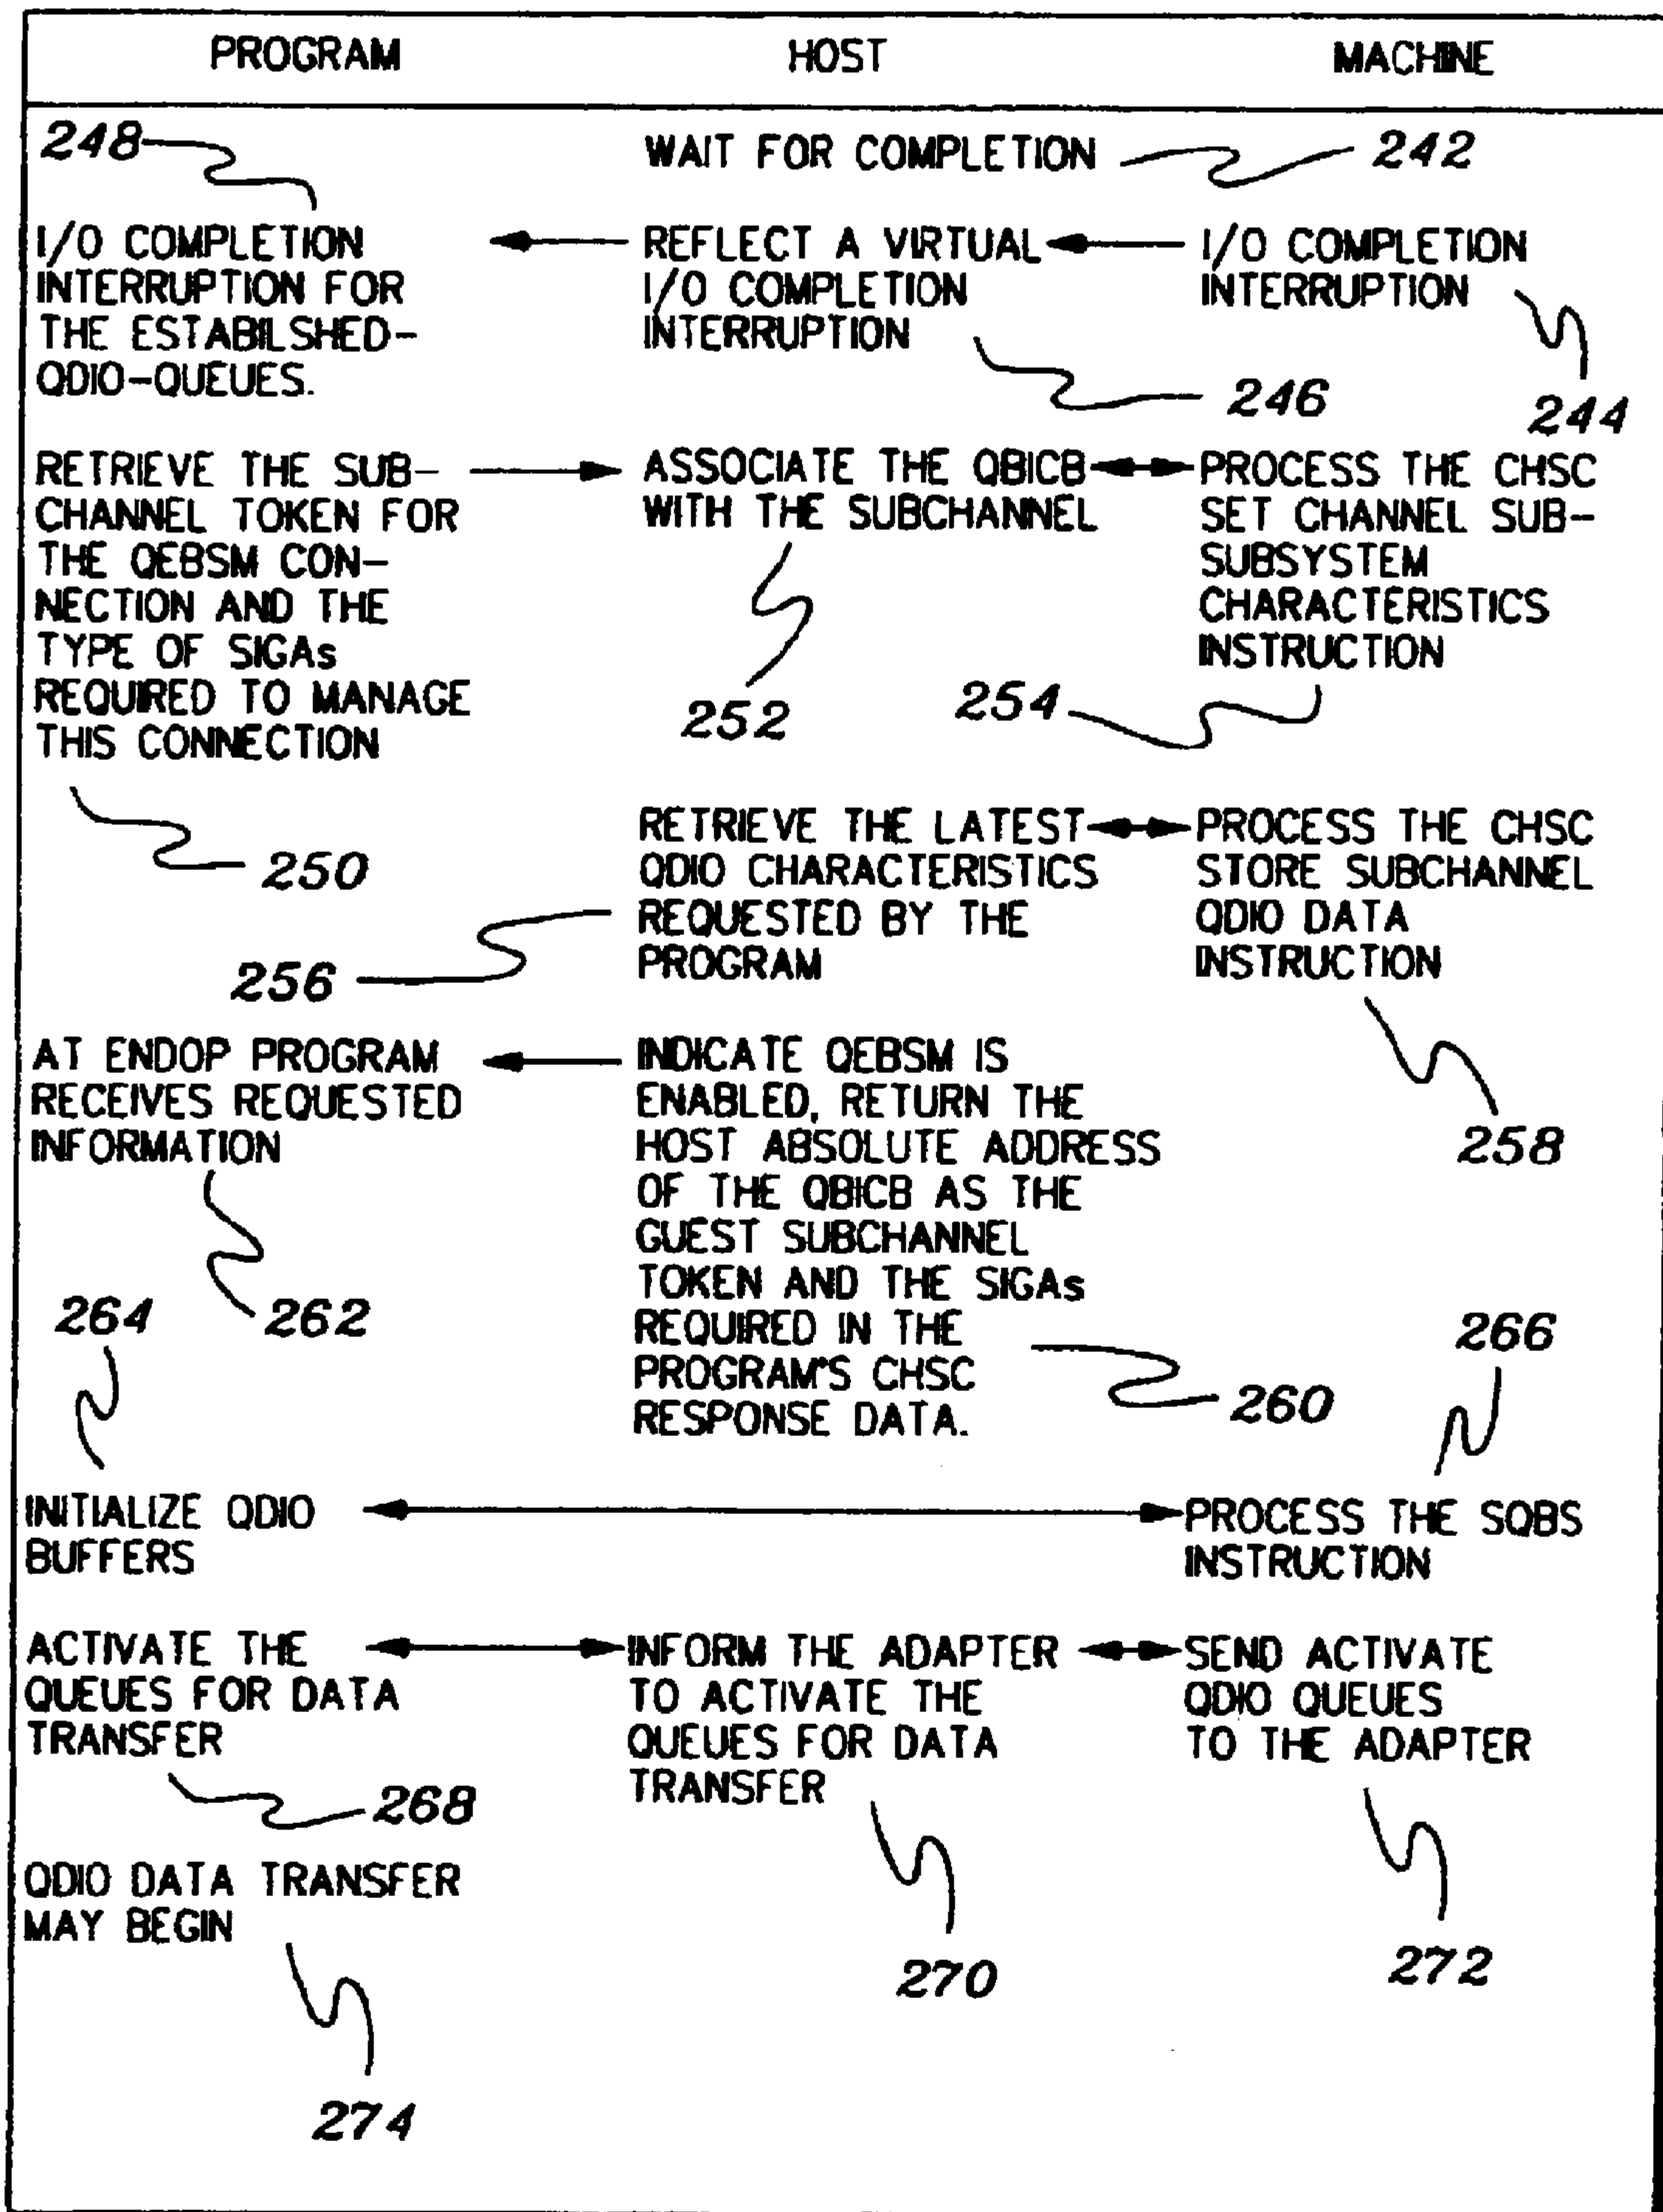 PROGRAM HOST MACHINE
248
WAIT FOR COMPLETION 242
I/O COMPLETION
INTERRUPTION FOR
THE ESTABILSHED-
QDIO-QUEUES.
REFLECT A VIRTUAL
I/O COMPLETION
INTERRUPTION
246
I/O COMPLETION
INTERRUPTION
244
RETRIEVE THE SUB-
CHANNEL TOKEN FOR
THE QEBSM CON-
NECTION AND THE
TYPE OF SIGAs
REQUIRED TO MANAGE
THIS CONNECTION
250
ASSOCIATE THE QBICB
WITH THE SUBCHANNEL
252
PROCESS THE CHSC
SET CHANNEL SUB-
SUBSYSTEM
CHARACTERISTICS
INSTRUCTION
254
RETRIEVE THE LATEST
QDIO CHARACTERISTICS
REQUESTED BY THE
PROGRAM
256
PROCESS THE CHSC
STORE SUBCHANNEL
QDIO DATA
INSTRUCTION
258
AT ENDOP PROGRAM
RECEIVES REQUESTED
INFORMATION
262
INDICATE QEBSM IS
ENABLED, RETURN THE
HOST ABSOLUTE ADDRESS
OF THE QBICB AS THE
GUEST SUBCHANNEL
TOKEN AND THE SIGAs
REQUIRED IN THE
PROGRAM'S CHSC
RESPONSE DATA.
260
264
INITIALIZE QDIO
BUFFERS
266
PROCESS THE SQBS
INSTRUCTION
ACTIVATE THE
QUEUES FOR DATA
TRANSFER
268
INFORM THE ADAPTER
TO ACTIVATE THE
QUEUES FOR DATA
TRANSFER
270
SEND ACTIVATE
QDIO QUEUES
TO THE ADAPTER
272
QDIO DATA TRANSFER
MAY BEGIN
274